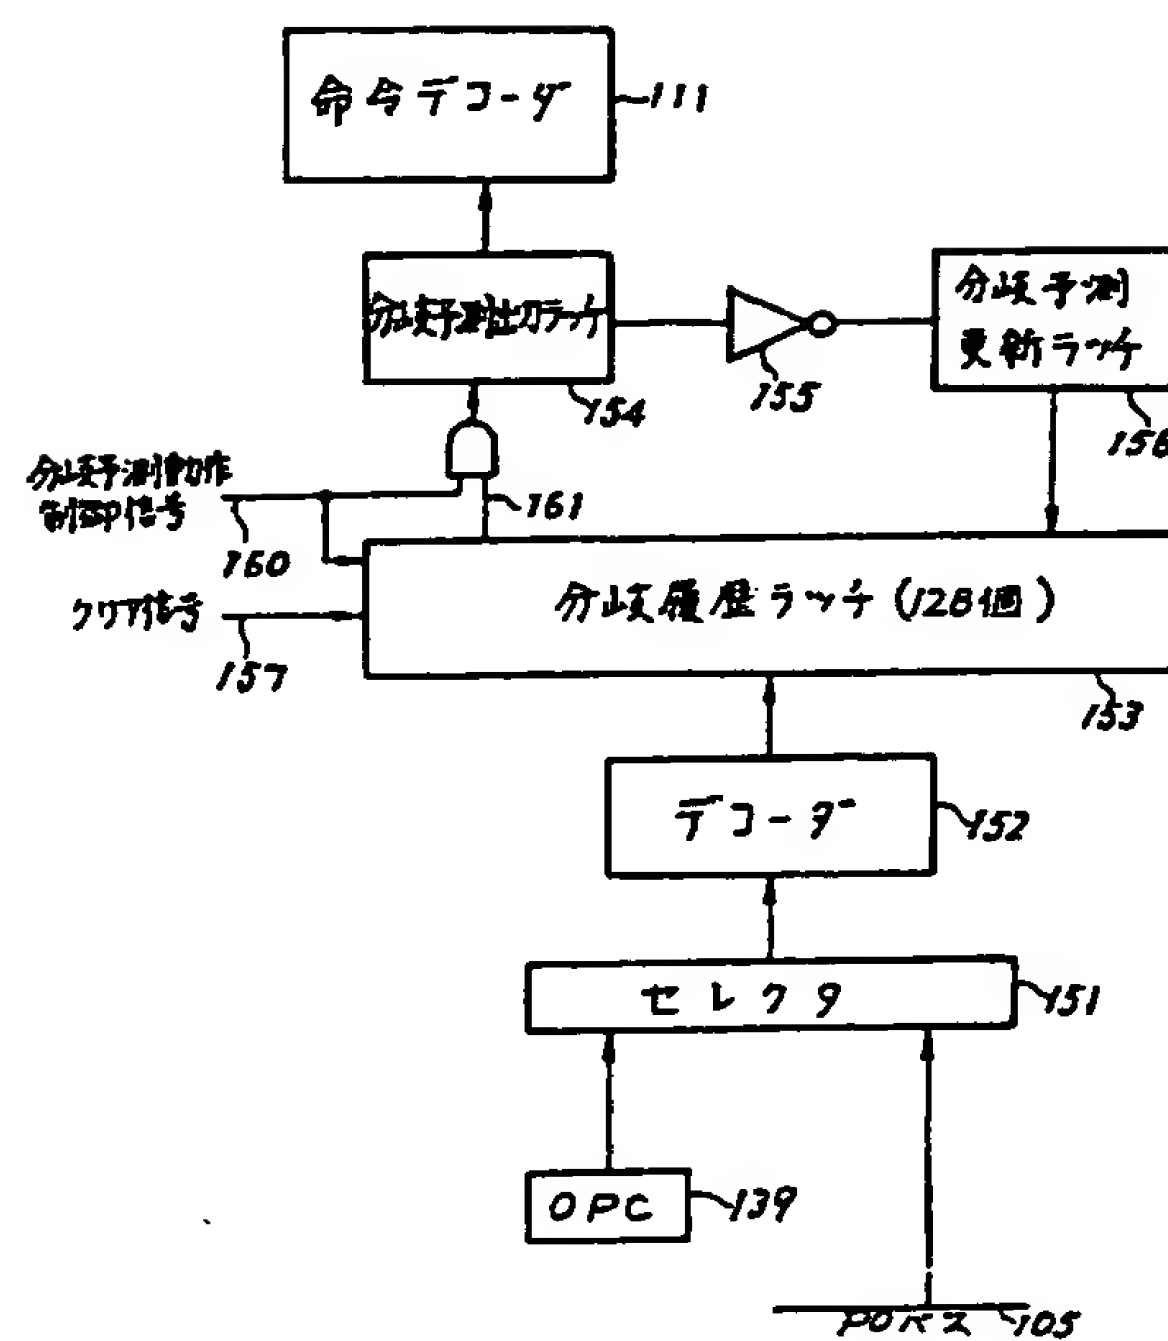 命令デコーダ
111
分岐予測出力ラッチ
154
155
分岐予測
更新ラッチ
156
分岐予測動作
制御信号
160
161
分岐履歴ラッチ(128個)
クリア信号
157
153
デコーダ
152
セレクタ
151
OPC
139
POバス
105